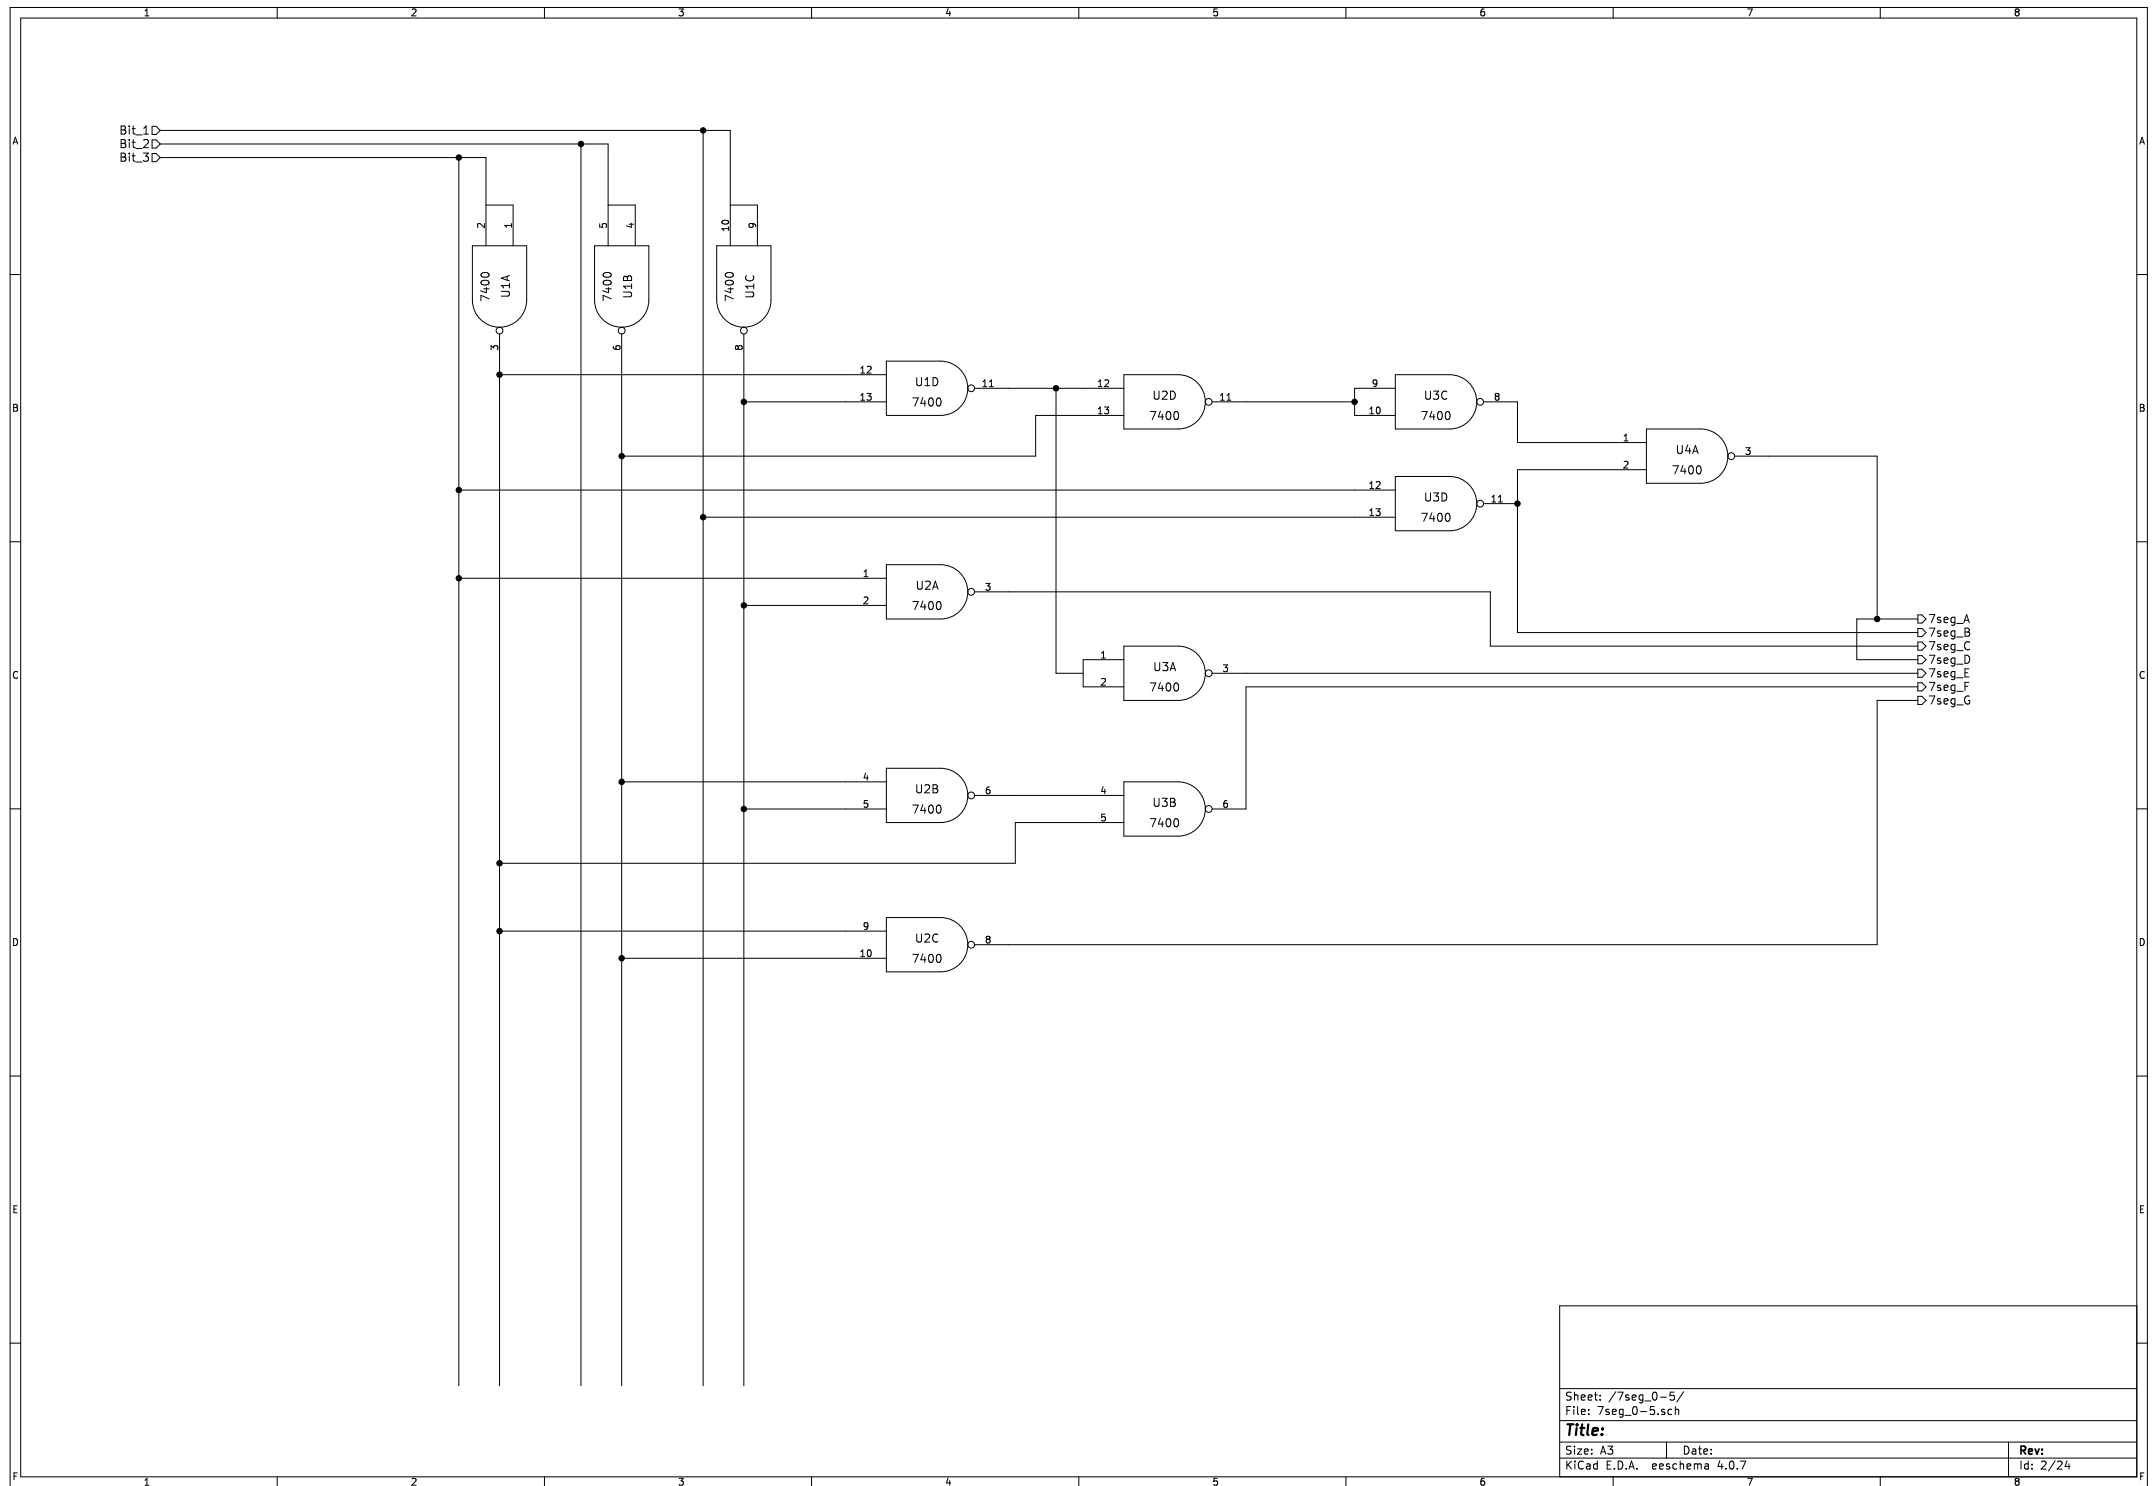 1 2 3 4 5 6 7 8
A A
Bit_1
Bit_2
Bit_3
2 1 5 4 10 9
7400 U1A 7400 U1B 7400 U1C
3 6 8
B B
12 U1D 11
13 7400
12 U2D 11
13 7400
9 U3C 8
10 7400
1 U4A 3
2 7400
12 U3D 11
13 7400
1 U2A 3
2 7400
7seg_A
7seg_B
7seg_C
7seg_D
7seg_E
7seg_F
7seg_G
C C
1 U3A 3
2 7400
4 U2B 6
5 7400
4 U3B 6
5 7400
9 U2C 8
10 7400
D D
E E
Sheet: /7seg_0-5/
File: 7seg_0-5.sch
Title:
Size: A3 Date: Rev:
KiCad E.D.A. eeschema 4.0.7 Id: 2/24
F F
1 2 3 4 5 6 7 8